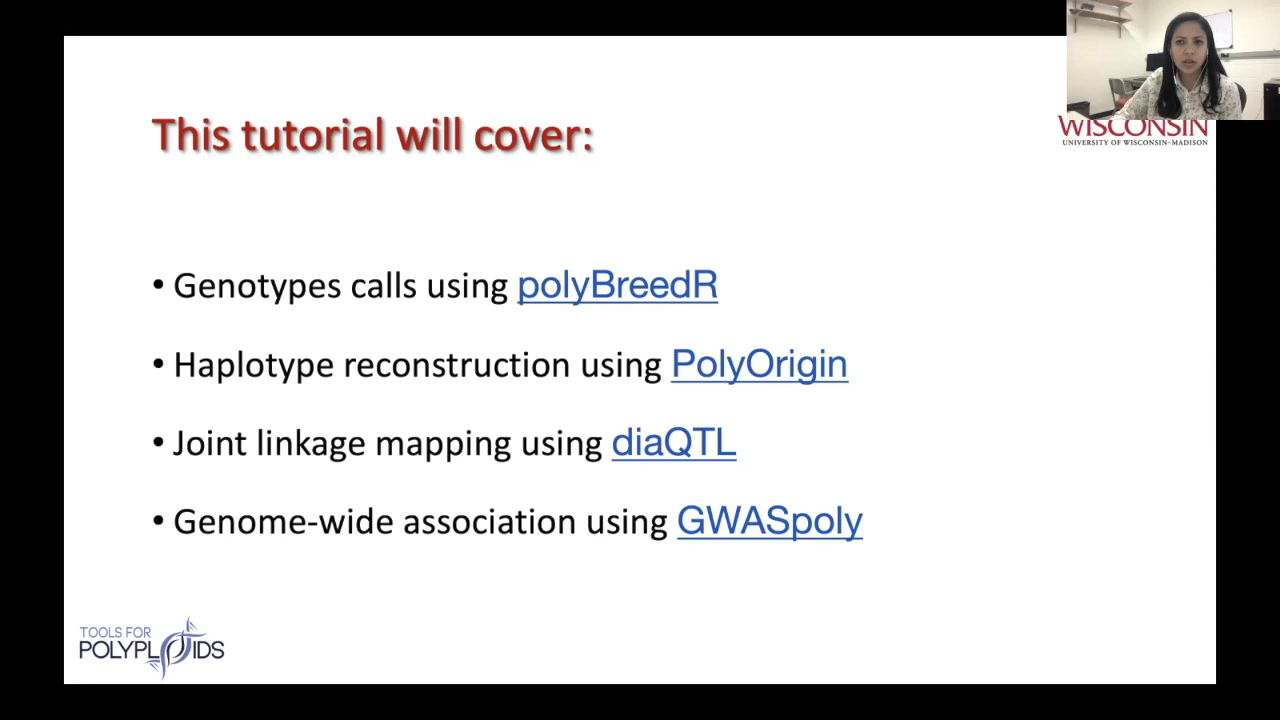 This tutorial will cover:
WISCONSIN
UNIVERSITY OF WISCONSIN–MADISON
• Genotypes calls using polyBreedR
• Haplotype reconstruction using PolyOrigin
• Joint linkage mapping using diaQTL
• Genome-wide association using GWASpoly
TOOLS FOR
POLYPLOIDS